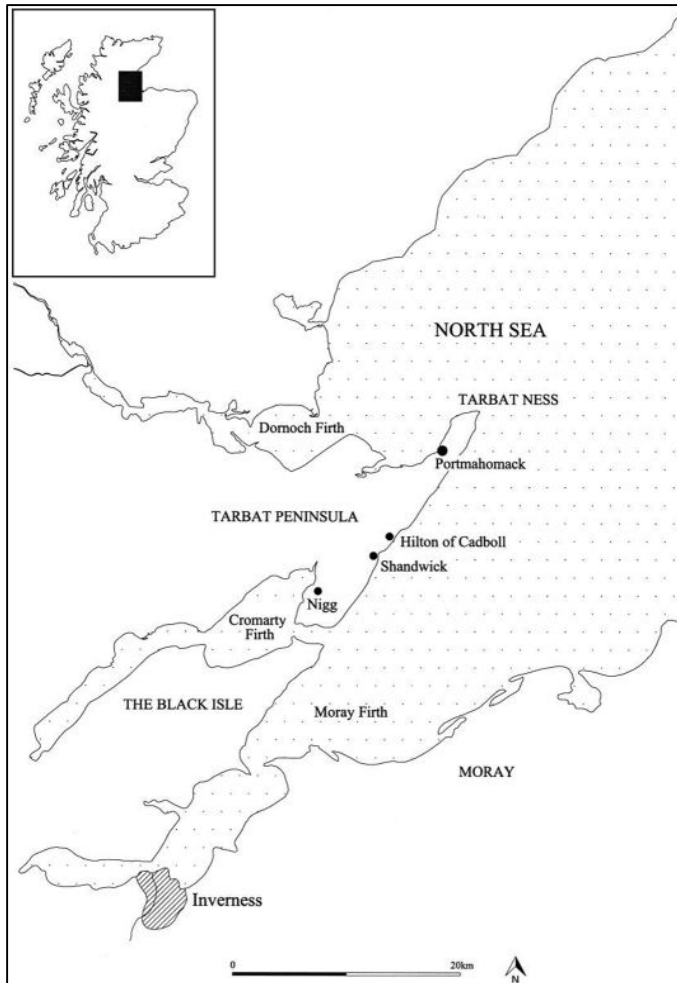 NORTH SEA
TARBAT NESS
Dornoch Firth
Portmahomack
TARBAT PENINSULA
Hilton of Cadboll
Shandwick
Nigg
Cromarty
Firth
THE BLACK ISLE
Moray Firth
MORAY
Inverness
0
20km
N